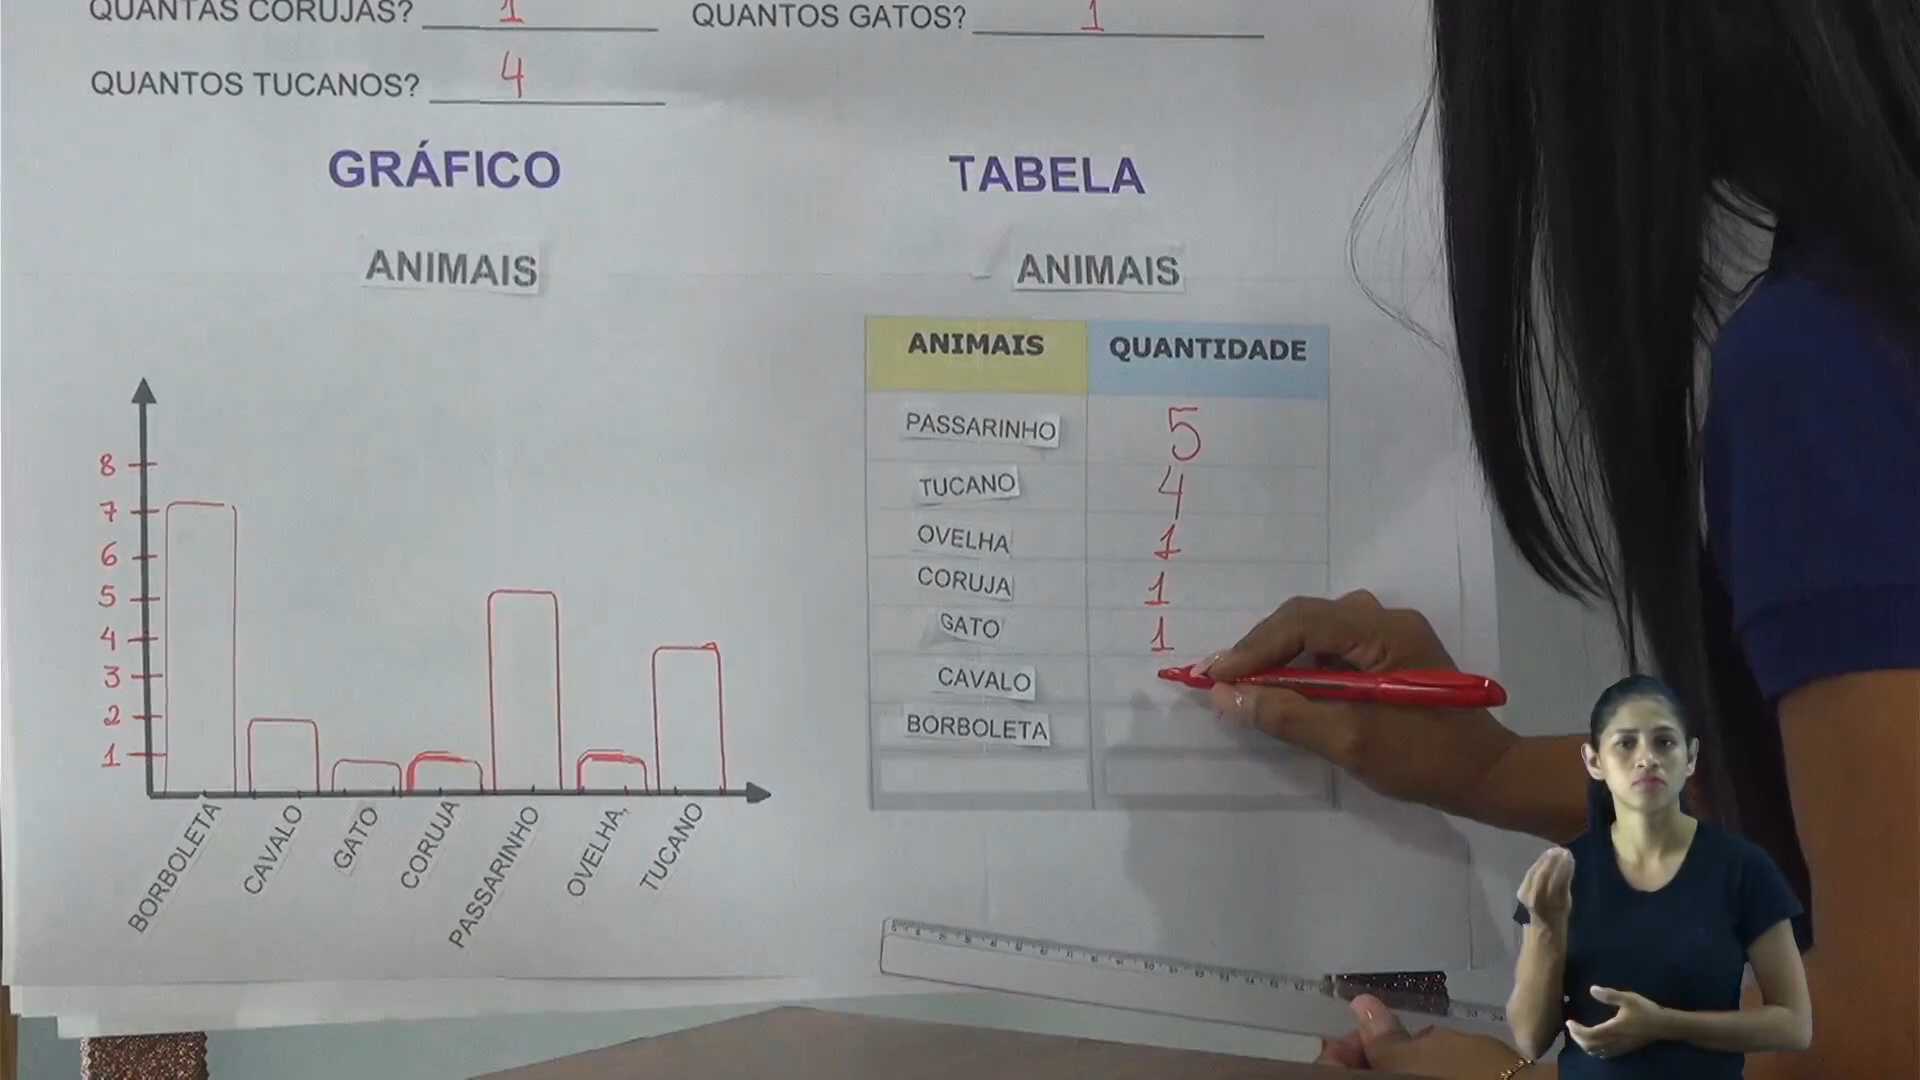 QUANTAS CORUJAS? 1
QUANTOS GATOS? 1
QUANTOS TUCANOS? 4
GRÁFICO
ANIMAIS
8
7
6
5
4
3
2
1
BORBOLETA
CAVALO
GATO
CORUJA
PASSARINHO
OVELHA,
TUCANO
TABELA
ANIMAIS
ANIMAIS QUANTIDADE
PASSARINHO 5
TUCANO 4
OVELHA 1
CORUJA 1
GATO 1
CAVALO
BORBOLETA